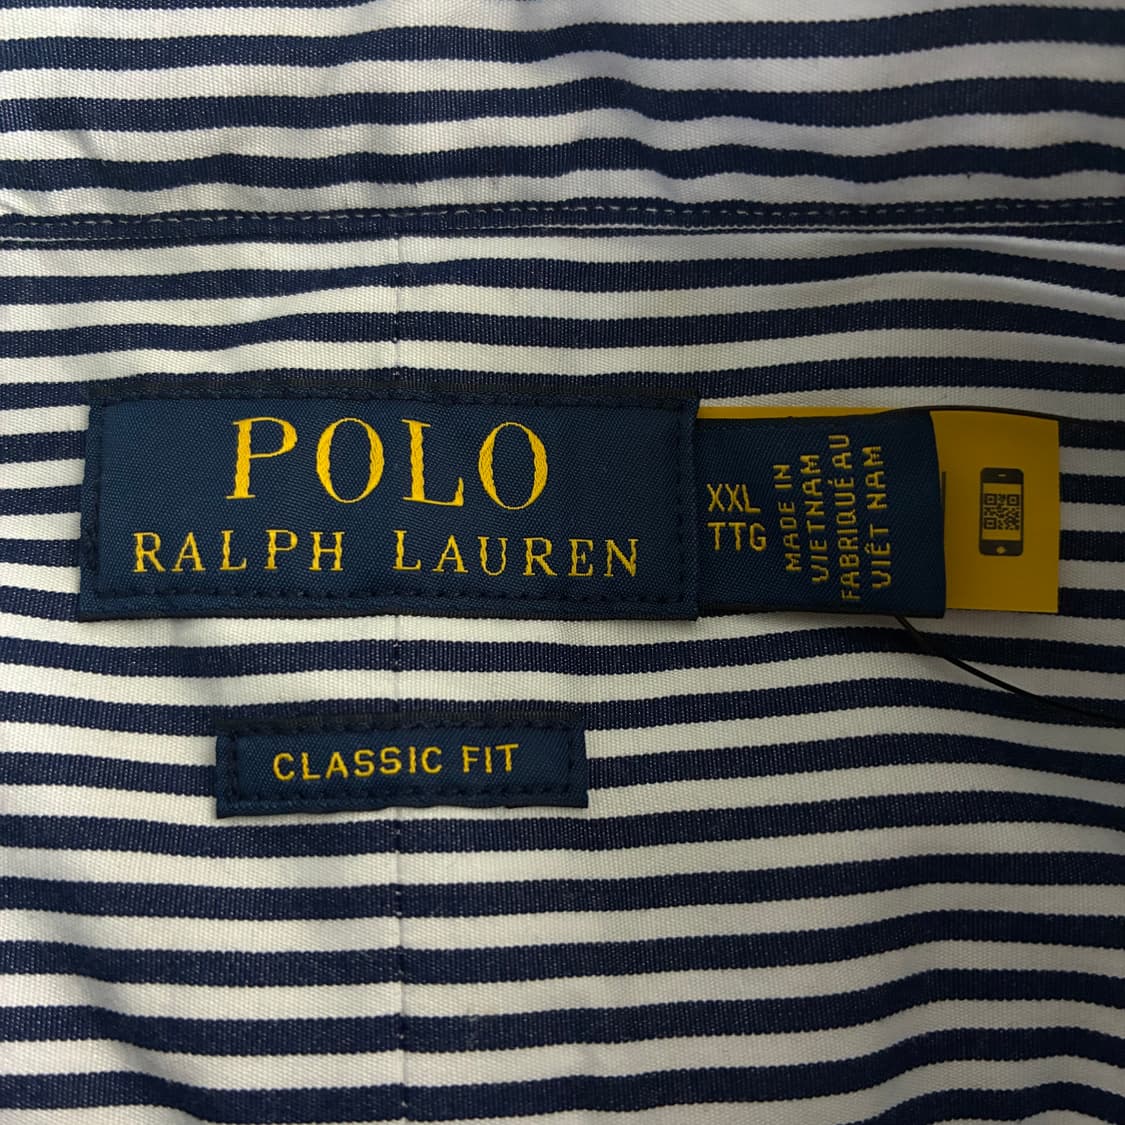 POLO
RALPH LAUREN
XXL
TTG
MADE IN
VIETNAM
FABRIQUÉ AU
VIÊT NAM
CLASSIC FIT